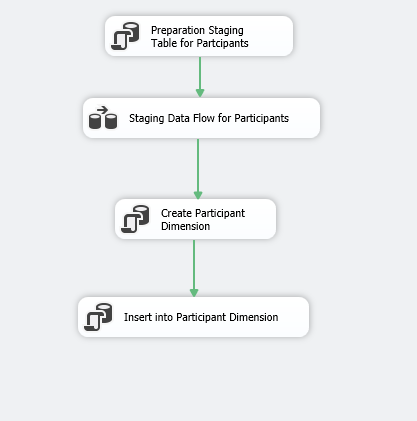 Preparation Staging
Table for Partcipants
Staging Data Flow for Participants
Create Participant
Dimension
Insert into Participant Dimension